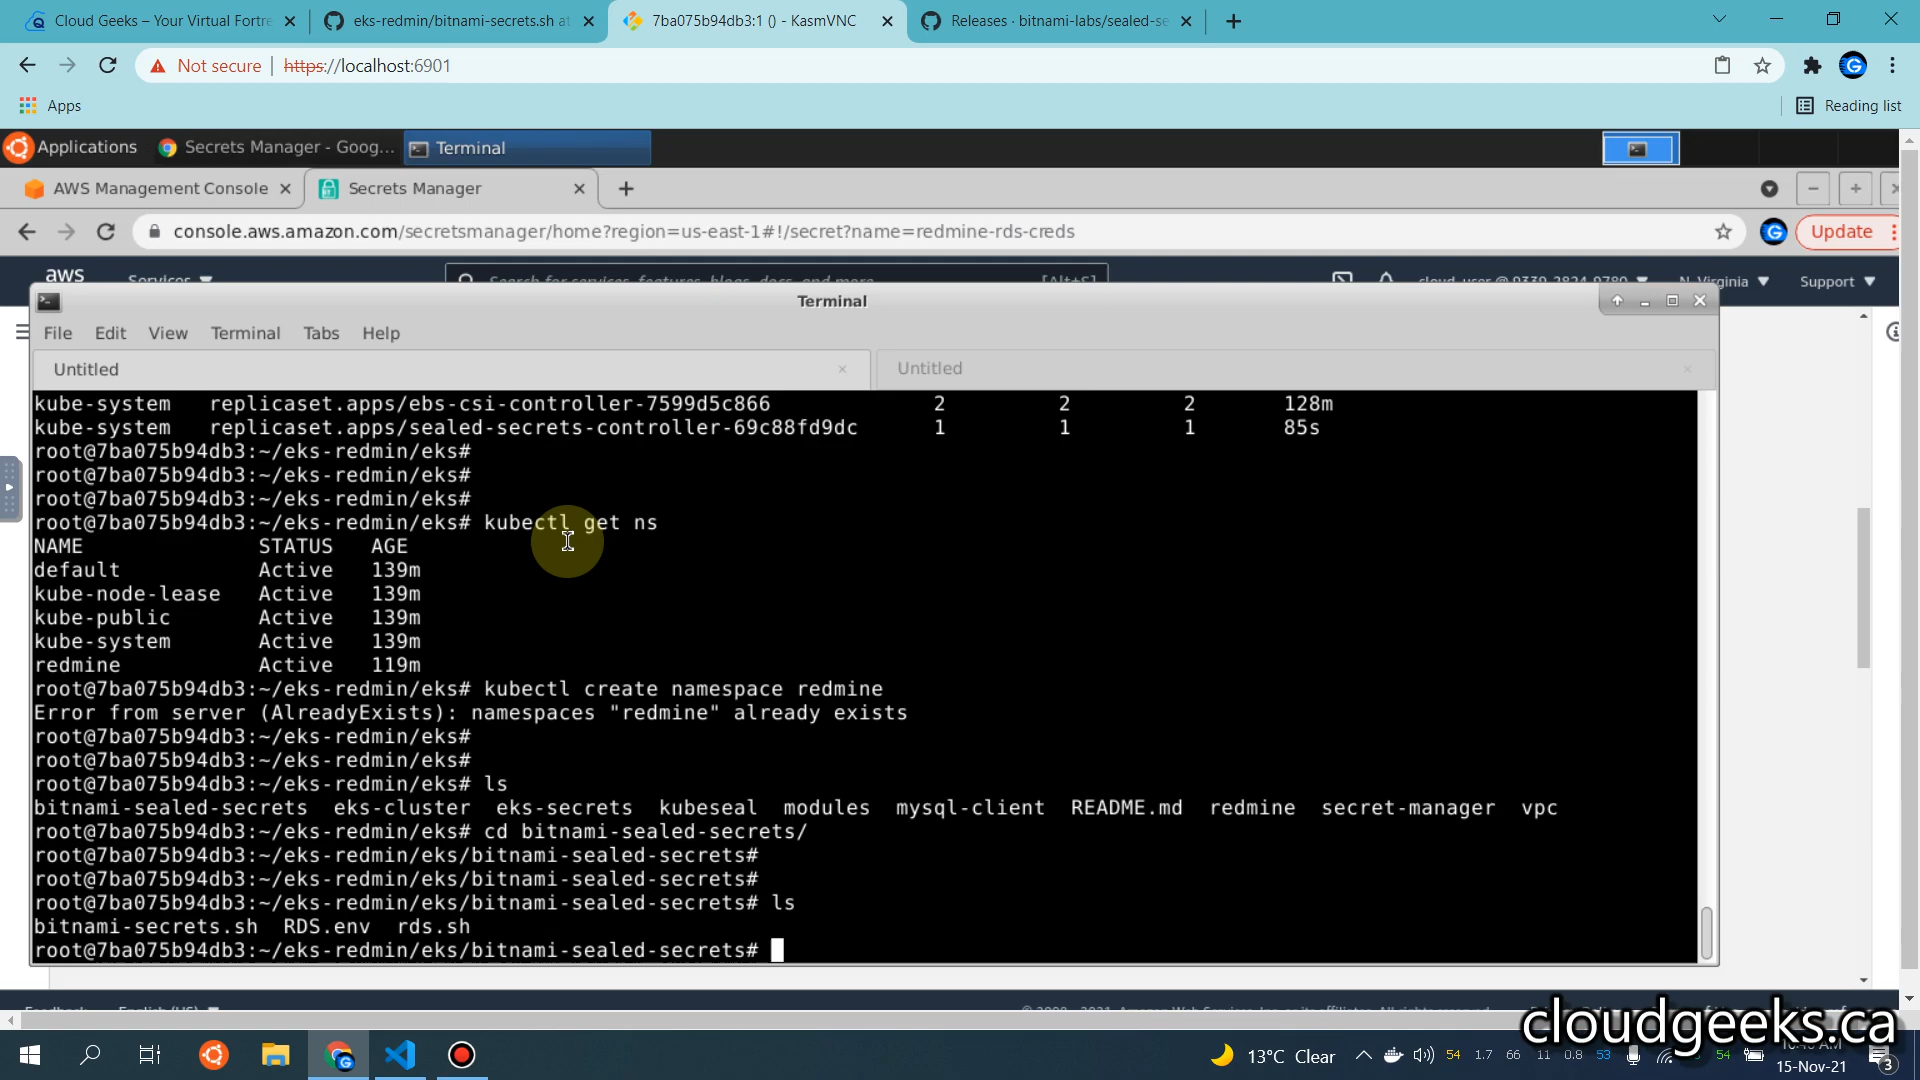 Cloud Geeks – Your Virtual Fortre
eks-redmin/bitnami-secrets.sh at
7ba075b94db3:1 () - KasmVNC
Releases · bitnami-labs/sealed-se
Not secure
https://localhost:6901
Apps
Reading list
Applications
Secrets Manager - Goog...
Terminal
AWS Management Console
Secrets Manager
console.aws.amazon.com/secretsmanager/home?region=us-east-1#!/secret?name=redmine-rds-creds
Update
aws
Services
Search for services, features, blogs, docs, and more
[Alt+S]
cloud_user @ 9339-2824-9780
N. Virginia
Support
Terminal
File Edit View Terminal Tabs Help
Untitled
Untitled
kube-system replicaset.apps/ebs-csi-controller-7599d5c866 2 2 2 128m
kube-system replicaset.apps/sealed-secrets-controller-69c88fd9dc 1 1 1 85s
root@7ba075b94db3:~/eks-redmin/eks#
root@7ba075b94db3:~/eks-redmin/eks#
root@7ba075b94db3:~/eks-redmin/eks#
root@7ba075b94db3:~/eks-redmin/eks# kubectl get ns
NAME STATUS AGE
default Active 139m
kube-node-lease Active 139m
kube-public Active 139m
kube-system Active 139m
redmine Active 119m
root@7ba075b94db3:~/eks-redmin/eks# kubectl create namespace redmine
Error from server (AlreadyExists): namespaces "redmine" already exists
root@7ba075b94db3:~/eks-redmin/eks#
root@7ba075b94db3:~/eks-redmin/eks#
root@7ba075b94db3:~/eks-redmin/eks# ls
bitnami-sealed-secrets eks-cluster eks-secrets kubeseal modules mysql-client README.md redmine secret-manager vpc
root@7ba075b94db3:~/eks-redmin/eks# cd bitnami-sealed-secrets/
root@7ba075b94db3:~/eks-redmin/eks/bitnami-sealed-secrets#
root@7ba075b94db3:~/eks-redmin/eks/bitnami-sealed-secrets#
root@7ba075b94db3:~/eks-redmin/eks/bitnami-sealed-secrets# ls
bitnami-secrets.sh RDS.env rds.sh
root@7ba075b94db3:~/eks-redmin/eks/bitnami-sealed-secrets#
Feedback English (US)
cloudgeeks.ca
13°C Clear
54 1.7 66 11 0.8 53
54
15-Nov-21
3